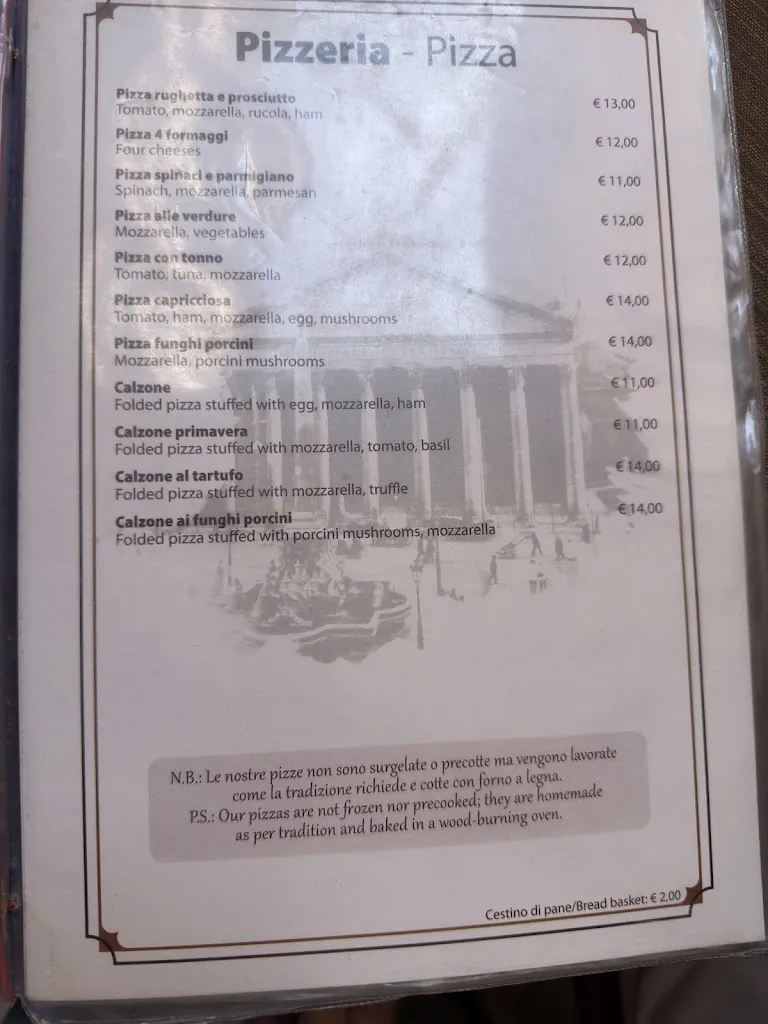 Pizzeria - Pizza
Pizza rughetta e prosciutto € 13,00
Tomato, mozzarella, rucola, ham
Pizza 4 formaggi € 12,00
Four cheeses
Pizza spinaci e parmigiano € 11,00
Spinach, mozzarella, parmesan
Pizza alle verdure € 12,00
Mozzarella, vegetables
Pizza con tonno € 12,00
Tomato, tuna, mozzarella
Pizza capricciosa € 14,00
Tomato, ham, mozzarella, egg, mushrooms
Pizza funghi porcini € 14,00
Mozzarella, porcini mushrooms
Calzone € 11,00
Folded pizza stuffed with egg, mozzarella, ham
Calzone primavera € 11,00
Folded pizza stuffed with mozzarella, tomato, basil
Calzone al tartufo € 14,00
Folded pizza stuffed with mozzarella, truffle
Calzone ai funghi porcini € 14,00
Folded pizza stuffed with porcini mushrooms, mozzarella
N.B.: Le nostre pizze non sono surgelate o precotte ma vengono lavorate
come la tradizione richiede e cotte con forno a legna.
P.S.: Our pizzas are not frozen nor precooked; they are homemade
as per tradition and baked in a wood-burning oven.
Cestino di pane/Bread basket: € 2,00